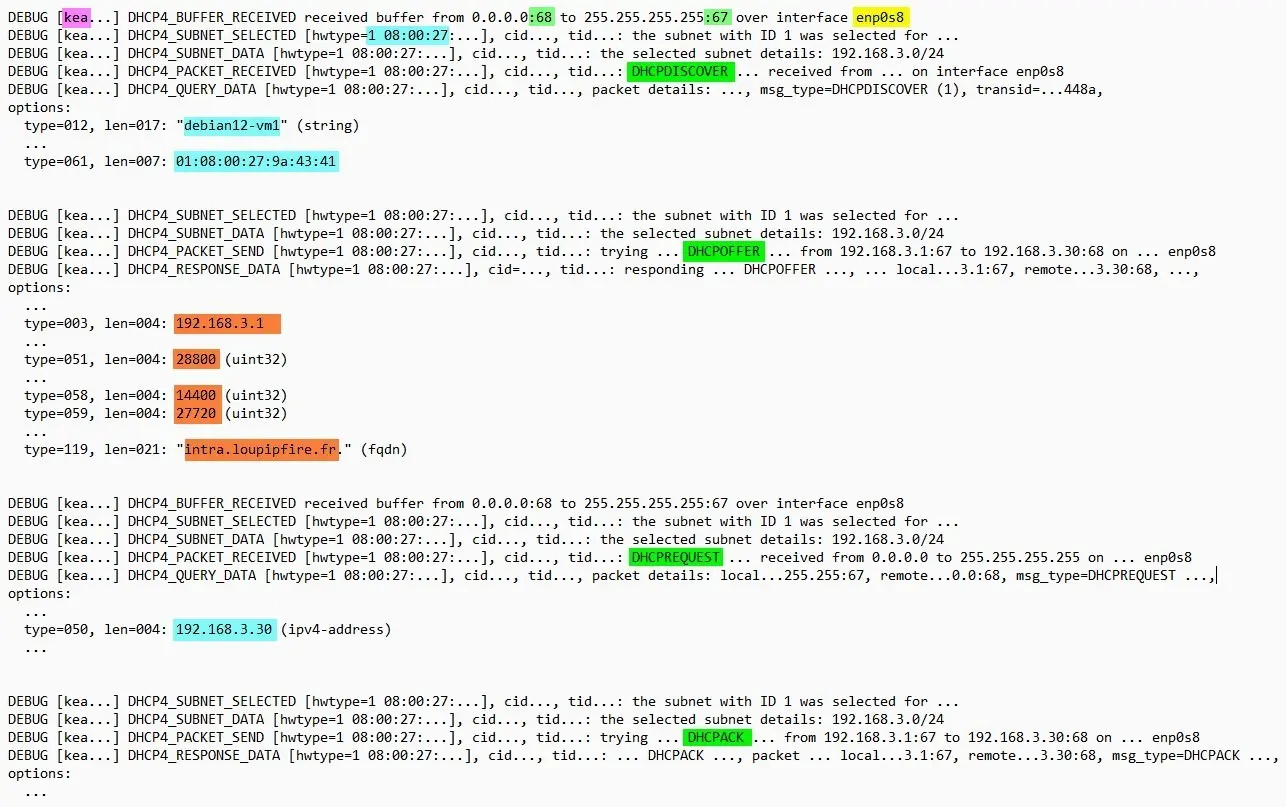 DEBUG [kea...] DHCP4_BUFFER_RECEIVED received buffer from 0.0.0.0:68 to 255.255.255.255:67 over interface enp0s8
DEBUG [kea...] DHCP4_SUBNET_SELECTED [hwtype=1 08:00:27:...], cid..., tid...: the subnet with ID 1 was selected for ...
DEBUG [kea...] DHCP4_SUBNET_DATA [hwtype=1 08:00:27:...], cid..., tid...: the selected subnet details: 192.168.3.0/24
DEBUG [kea...] DHCP4_PACKET_RECEIVED [hwtype=1 08:00:27:...], cid..., tid...: DHCPDISCOVER ... received from ... on interface enp0s8
DEBUG [kea...] DHCP4_QUERY_DATA [hwtype=1 08:00:27:...], cid..., tid..., packet details: ..., msg_type=DHCPDISCOVER (1), transid=...448a,
options:
  type=012, len=017: "debian12-vm1" (string)
  ...
  type=061, len=007: 01:08:00:27:9a:43:41

DEBUG [kea...] DHCP4_SUBNET_SELECTED [hwtype=1 08:00:27:...], cid..., tid...: the subnet with ID 1 was selected for ...
DEBUG [kea...] DHCP4_SUBNET_DATA [hwtype=1 08:00:27:...], cid..., tid...: the selected subnet details: 192.168.3.0/24
DEBUG [kea...] DHCP4_PACKET_SEND [hwtype=1 08:00:27:...], cid..., tid...: trying ... DHCPOFFER ... from 192.168.3.1:67 to 192.168.3.30:68 on ... enp0s8
DEBUG [kea...] DHCP4_RESPONSE_DATA [hwtype=1 08:00:27:...], cid=..., tid...: responding ... DHCPOFFER ..., ... local...3.1:67, remote...3.30:68, ...,
options:
  ...
  type=003, len=004: 192.168.3.1
  ...
  type=051, len=004: 28800 (uint32)
  ...
  type=058, len=004: 14400 (uint32)
  type=059, len=004: 27720 (uint32)
  ...
  type=119, len=021: "intra.loupipfire.fr." (fqdn)

DEBUG [kea...] DHCP4_BUFFER_RECEIVED received buffer from 0.0.0.0:68 to 255.255.255.255:67 over interface enp0s8
DEBUG [kea...] DHCP4_SUBNET_SELECTED [hwtype=1 08:00:27:...], cid..., tid...: the subnet with ID 1 was selected for ...
DEBUG [kea...] DHCP4_SUBNET_DATA [hwtype=1 08:00:27:...], cid..., tid...: the selected subnet details: 192.168.3.0/24
DEBUG [kea...] DHCP4_PACKET_RECEIVED [hwtype=1 08:00:27:...], cid..., tid...: DHCPREQUEST ... received from 0.0.0.0 to 255.255.255.255 on ... enp0s8
DEBUG [kea...] DHCP4_QUERY_DATA [hwtype=1 08:00:27:...], cid..., tid..., packet details: local...255.255:67, remote...0.0:68, msg_type=DHCPREQUEST ...,
options:
  ...
  type=050, len=004: 192.168.3.30 (ipv4-address)
  ...

DEBUG [kea...] DHCP4_SUBNET_SELECTED [hwtype=1 08:00:27:...], cid..., tid...: the subnet with ID 1 was selected for ...
DEBUG [kea...] DHCP4_SUBNET_DATA [hwtype=1 08:00:27:...], cid..., tid...: the selected subnet details: 192.168.3.0/24
DEBUG [kea...] DHCP4_PACKET_SEND [hwtype=1 08:00:27:...], cid..., tid...: trying ... DHCPACK ... from 192.168.3.1:67 to 192.168.3.30:68 on ... enp0s8
DEBUG [kea...] DHCP4_RESPONSE_DATA [hwtype=1 08:00:27:...], cid..., tid...: ... DHCPACK ..., packet ... local...3.1:67, remote...3.30:68, msg_type=DHCPACK ...,
options:
  ...